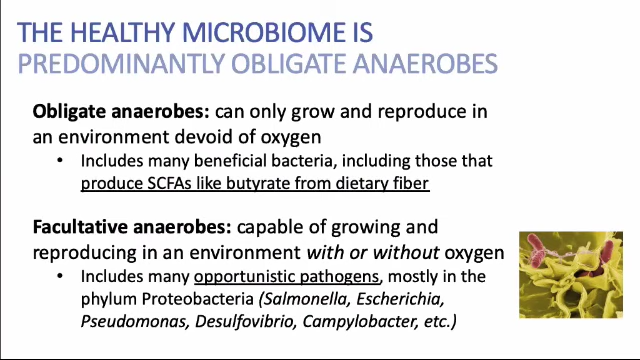 THE HEALTHY MICROBIOME IS
PREDOMINANTLY OBLIGATE ANAEROBES
Obligate anaerobes: can only grow and reproduce in
an environment devoid of oxygen
• Includes many beneficial bacteria, including those that
produce SCFAs like butyrate from dietary fiber
Facultative anaerobes: capable of growing and
reproducing in an environment with or without oxygen
• Includes many opportunistic pathogens, mostly in the
phylum Proteobacteria (Salmonella, Escherichia,
Pseudomonas, Desulfovibrio, Campylobacter, etc.)